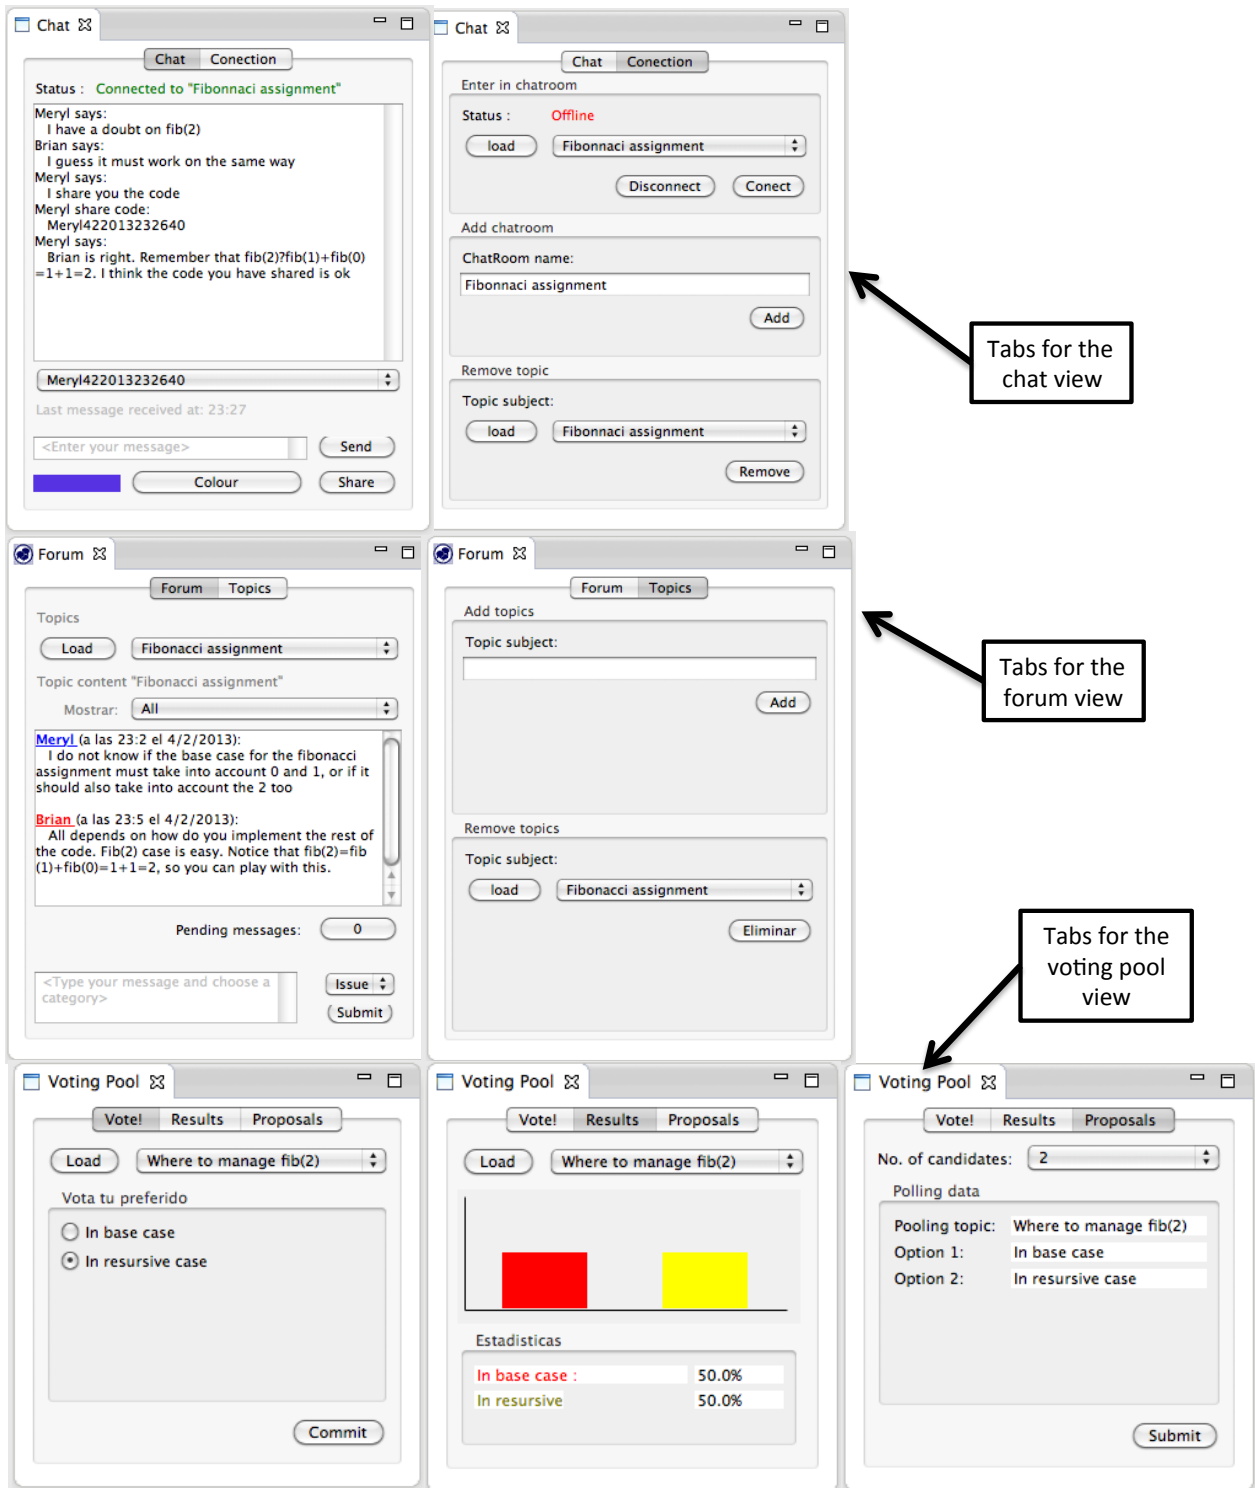 Chat
Chat Conection
Status : Connected to "Fibonnaci assignment"
Meryl says:
I have a doubt on fib(2)
Brian says:
I guess it must work on the same way
Meryl says:
I share you the code
Meryl share code:
Meryl422013232640
Meryl says:
Brian is right. Remember that fib(2)?fib(1)+fib(0)
=1+1=2. I think the code you have shared is ok
Meryl422013232640
Last message received at: 23:27
<Enter your message> Send
Colour Share
Chat
Chat Conection
Enter in chatroom
Status : Offline
load Fibonnaci assignment
Disconnect Conect
Add chatroom
ChatRoom name:
Fibonnaci assignment
Add
Remove topic
Topic subject:
load Fibonnaci assignment
Remove
Tabs for the
chat view
Forum
Forum Topics
Topics
Load Fibonacci assignment
Topic content "Fibonacci assignment"
Mostrar: All
Meryl (a las 23:2 el 4/2/2013):
I do not know if the base case for the fibonacci
assignment must take into account 0 and 1, or if it
should also take into account the 2 too
Brian (a las 23:5 el 4/2/2013):
All depends on how do you implement the rest of
the code. Fib(2) case is easy. Notice that fib(2)=fib
(1)+fib(0)=1+1=2, so you can play with this.
Pending messages: 0
<Type your message and choose a
category>
Issue
Submit
Forum
Forum Topics
Add topics
Topic subject:
Add
Remove topics
Topic subject:
load Fibonacci assignment
Eliminar
Tabs for the
forum view
Tabs for the
voting pool
view
Voting Pool
Vote! Results Proposals
Load Where to manage fib(2)
Vota tu preferido
In base case
In resursive case
Commit
Voting Pool
Vote! Results Proposals
Load Where to manage fib(2)
Estadisticas
In base case : 50.0%
In resursive 50.0%
Voting Pool
Vote! Results Proposals
No. of candidates: 2
Polling data
Pooling topic: Where to manage fib(2)
Option 1: In base case
Option 2: In resursive case
Submit